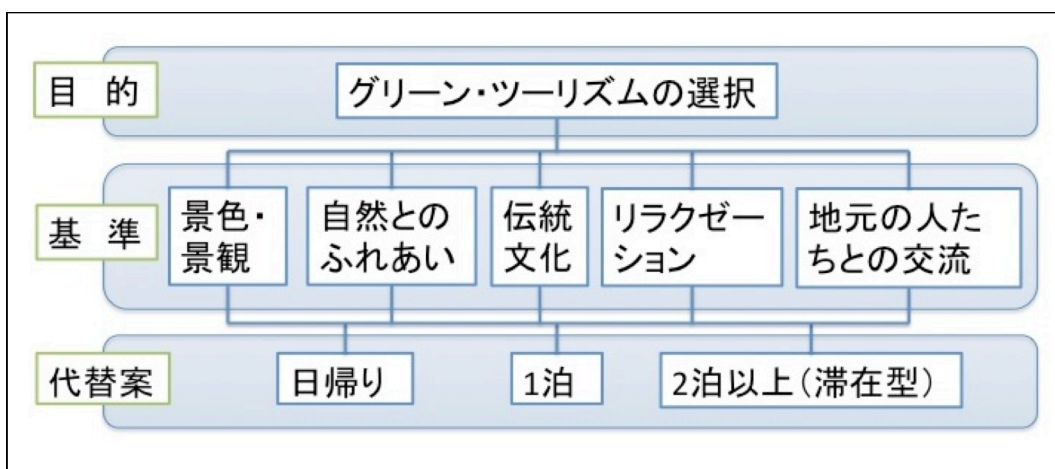 目 的
グリーン・ツーリズムの選択
基 準
景色・
景観
自然との
ふれあい
伝統
文化
リラクゼー
ション
地元の人た
ちとの交流
代替案
日帰り
1泊
2泊以上(滞在型)